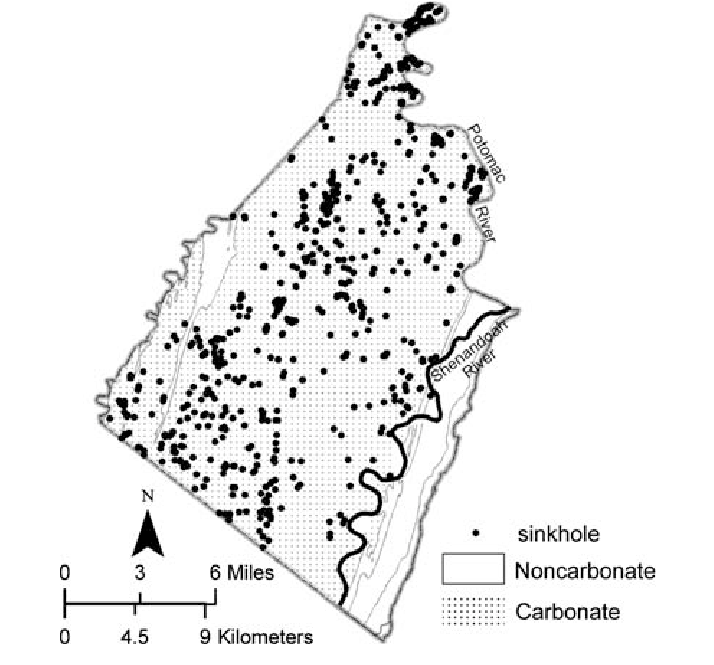 Potomac
River
Shenandoah
River
N
0 3 6 Miles
0 4.5 9 Kilometers
sinkhole
Noncarbonate
Carbonate